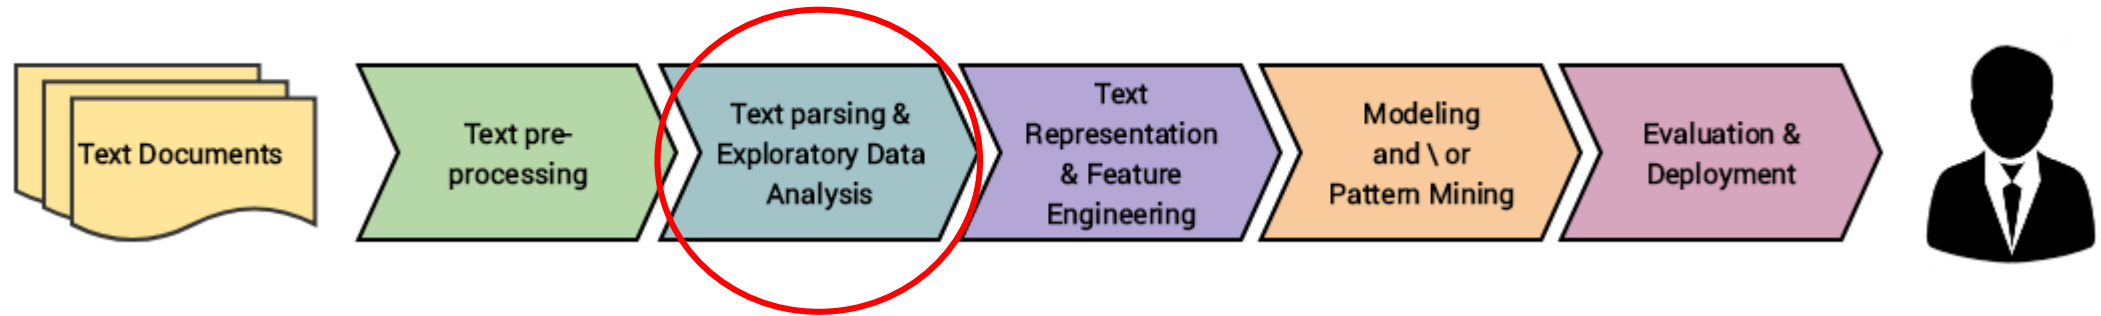 Text Documents
Text pre-
processing
Text parsing &
Exploratory Data
Analysis
Text
Representation
& Feature
Engineering
Modeling
and \ or
Pattern Mining
Evaluation &
Deployment